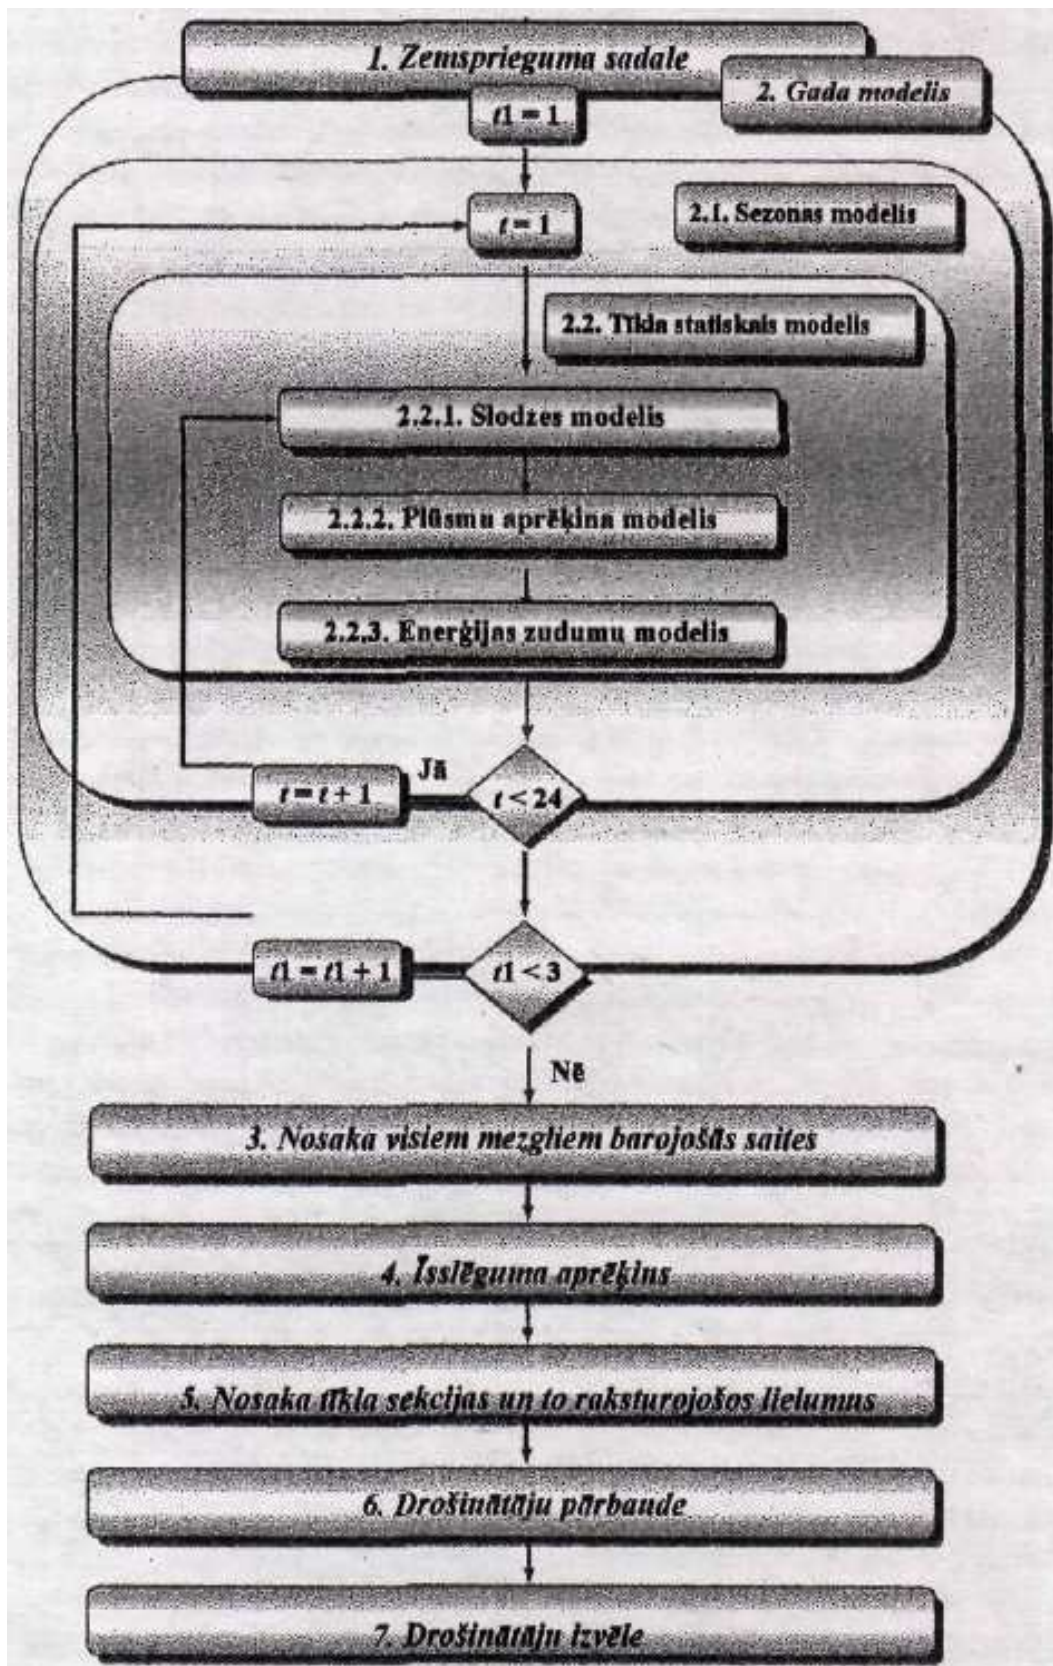 1. Zemsprieguma sadale
2. Gada modelis
t1 = 1
t = 1
2.1. Sezonas modelis
2.2. Tīkla statiskais modelis
2.2.1. Slodzes modelis
2.2.2. Plūsmu aprēķina modelis
2.2.3. Enerģijas zudumu modelis
Jā
t = t + 1
t < 24
t1 = t1 + 1
t1 < 3
Nē
3. Nosaka visiem mezgliem barojošās saites
4. Īsslēguma aprēķins
5. Nosaka tīkla sekcijas un to raksturojošos lielumus
6. Drošinātāju pārbaude
7. Drošinātāju izvēle